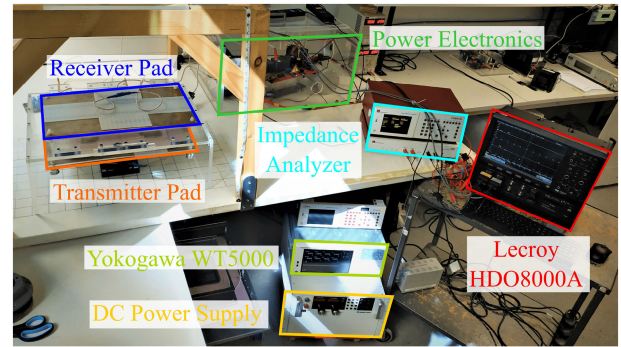 Power Electronics
Receiver Pad
Impedance
Analyzer
Transmitter Pad
Yokogawa WT5000
Lecroy
HDO8000A
DC Power Supply